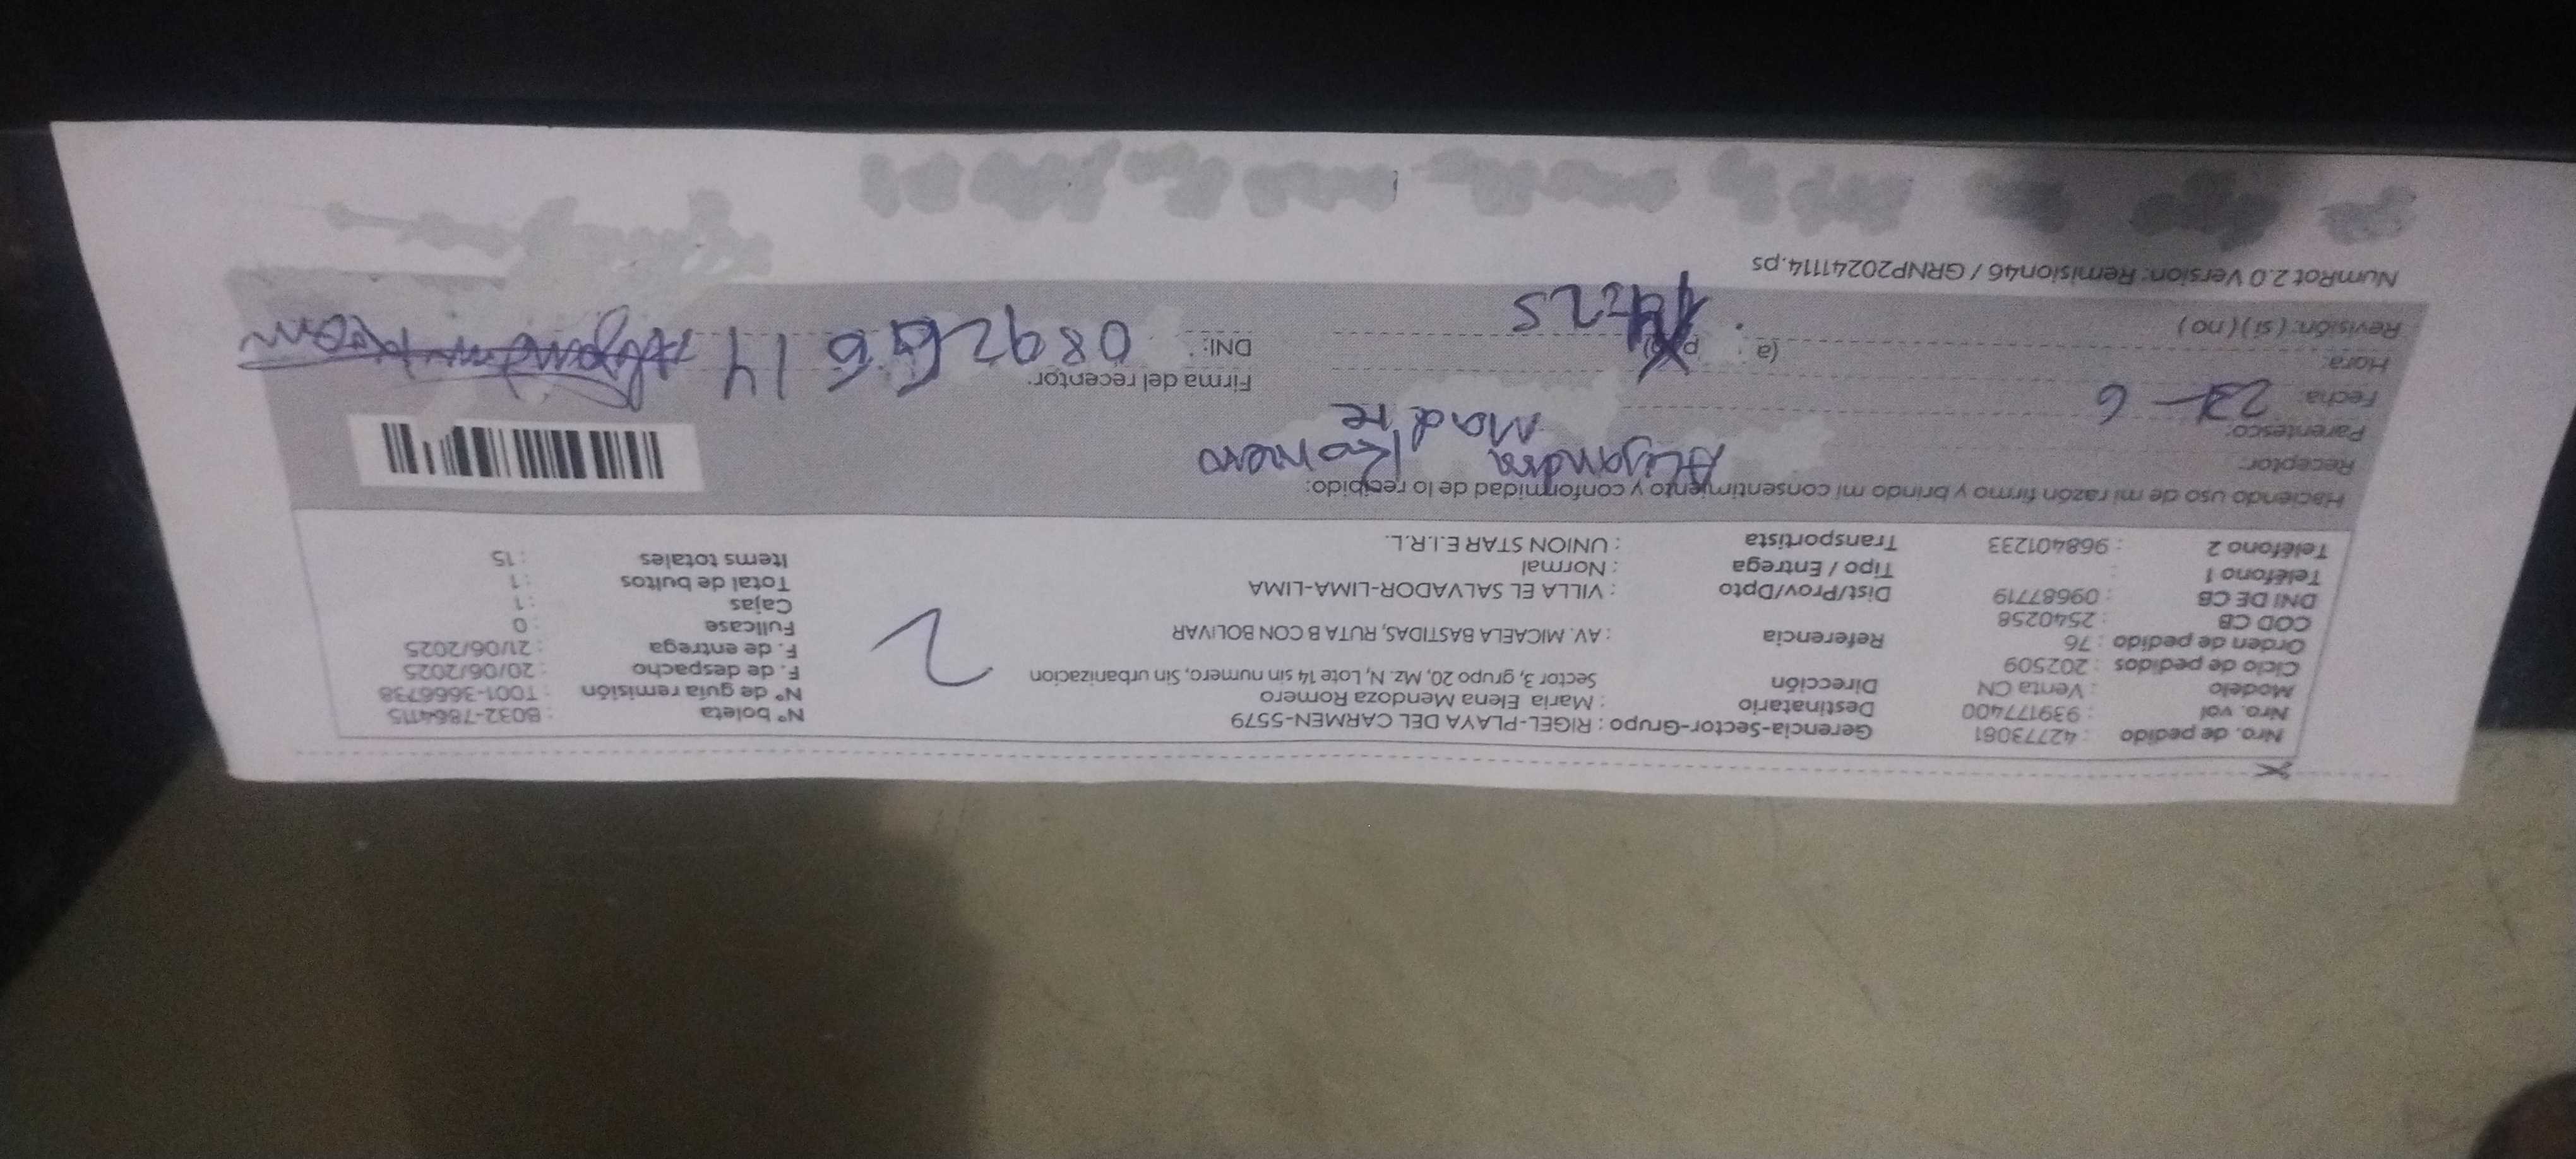 Nro. de pedido : 42773081 Gerencia-Sector-Grupo : RIGEL-PLAYA DEL CARMEN-5579 Nº boleta : B032-7864115
Nro. vol : 939177400 Destinatario : Maria Elena Mendoza Romero Nº de guía remisión : T001-3666738
Modelo : Venta CN Dirección Sector 3, grupo 20, Mz. N, Lote 14 sin numero, Sin urbanizacion F. de despacho : 20/06/2025
Ciclo de pedidos : 202509 F. de entrega : 21/06/2025
Orden de pedido : 76 Referencia : AV. MICAELA BASTIDAS, RUTA B CON BOLIVAR Fullcase : 0
COD CB : 2540258 2 Cajas : 1
DNI DE CB : 09687719 Dist/Prov/Dpto : VILLA EL SALVADOR-LIMA-LIMA Total de bultos : 1
Teléfono 1 : Tipo / Entrega : Normal Items totales : 15
Teléfono 2 : 968401233 Transportista : UNION STAR E.I.R.L.
Haciendo uso de mi razón firmo y brindo mi consentimiento y conformidad de lo recibido:
Receptor: Alejandra Romero
Parentesco: Madre
Fecha: 6
Hora: (a Firma del receptor:
Revisión: ( sí ) ( no ) DNI:
NumRot 2.0 Version: Remision46 / GRNP20241114.ps